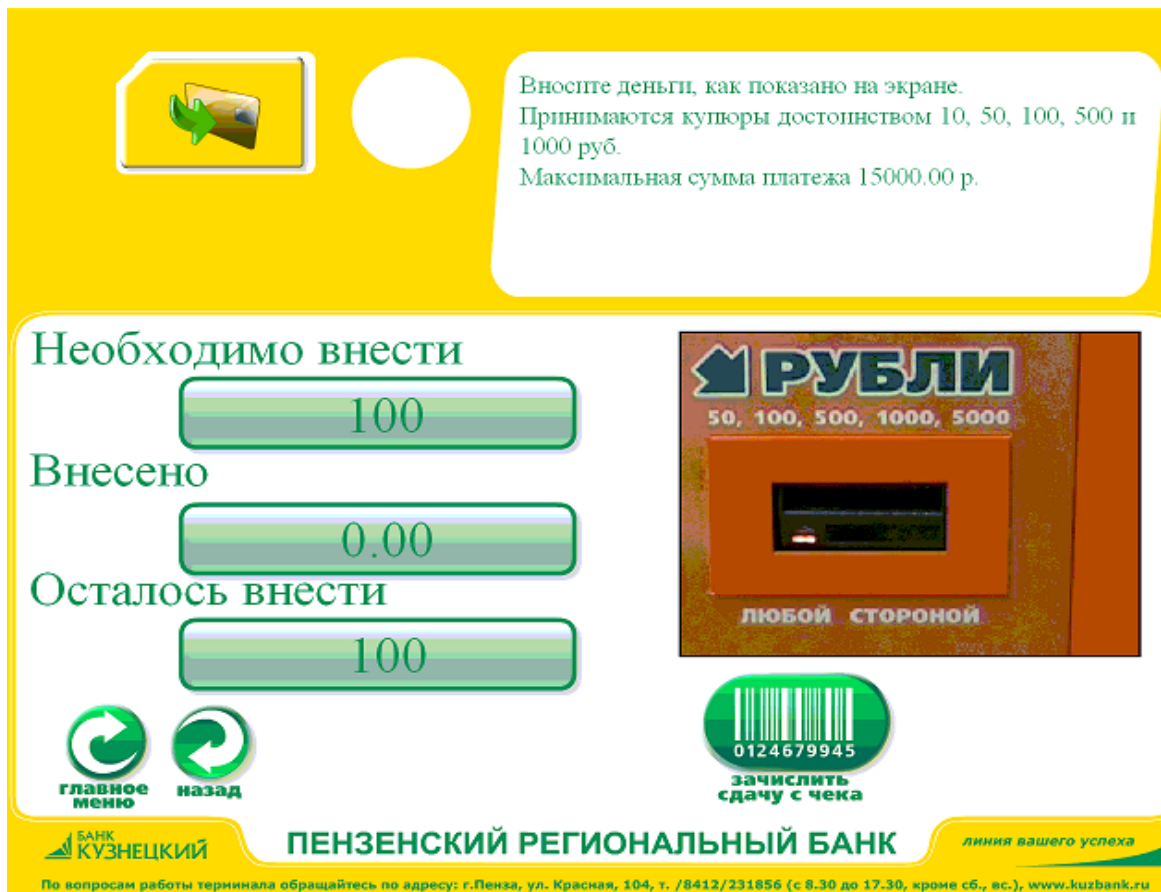 Вносите деньги, как показано на экране.
Принимаются купюры достоинством 10, 50, 100, 500 и
1000 руб.
Максимальная сумма платежа 15000.00 р.
Необходимо внести
100
Внесено
0.00
Осталось внести
100
РУБЛИ
50, 100, 500, 1000, 5000
ЛЮБОЙ СТОРОНОЙ
главное
меню
назад
0124679945
зачислить
сдачу с чека
БАНК
КУЗНЕЦКИЙ
ПЕНЗЕНСКИЙ РЕГИОНАЛЬНЫЙ БАНК
линия вашего успеха
По вопросам работы терминала обращайтесь по адресу: г.Пенза, ул. Красная, 104, т. /8412/231856 (с 8.30 до 17.30, кроме сб., вс.), www.kuzbank.ru